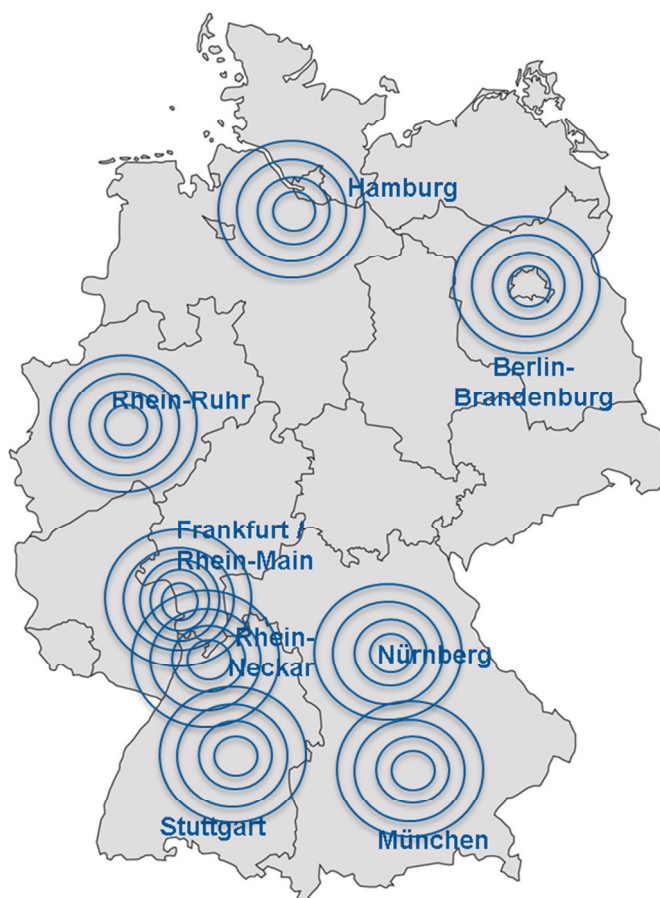 Hamburg
Berlin-
Brandenburg
Rhein-Ruhr
Frankfurt /
Rhein-Main
Rhein-
Neckar
Nürnberg
Stuttgart
München